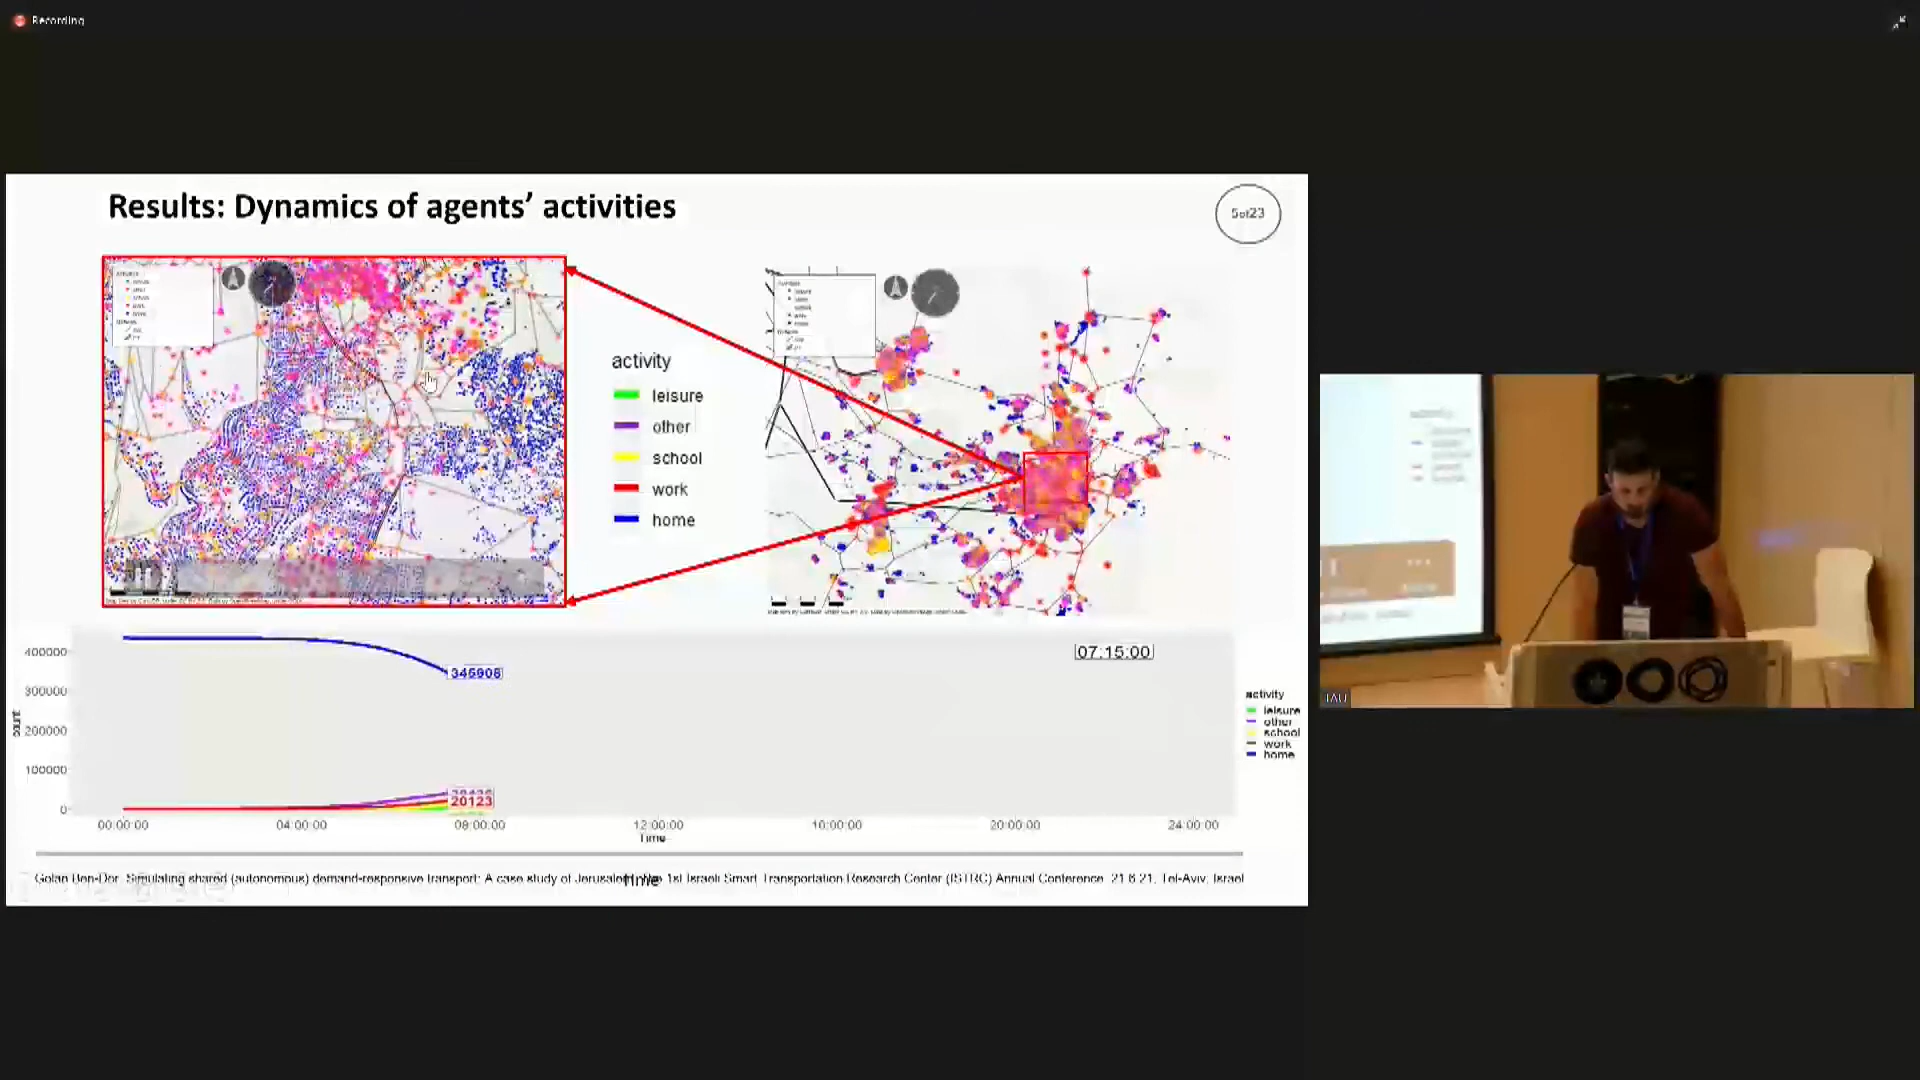 Recording
Results: Dynamics of agents' activities
5of23
activity
leisure
other
school
work
home
07:15:00
400000
300000
200000
100000
0
count
345908
20123
00:00:00
04:00:00
08:00:00
12:00:00
16:00:00
20:00:00
24:00:00
Time
activity
leisure
other
school
work
home
Golan Ben-Dor, Simulating shared (autonomous) demand-responsive transport: A case study of Jerusalem, 1st Israeli Smart Transportation Research Center (ISTRC) Annual Conference, 21.6.21, Tel-Aviv, Israel
Time
TAU